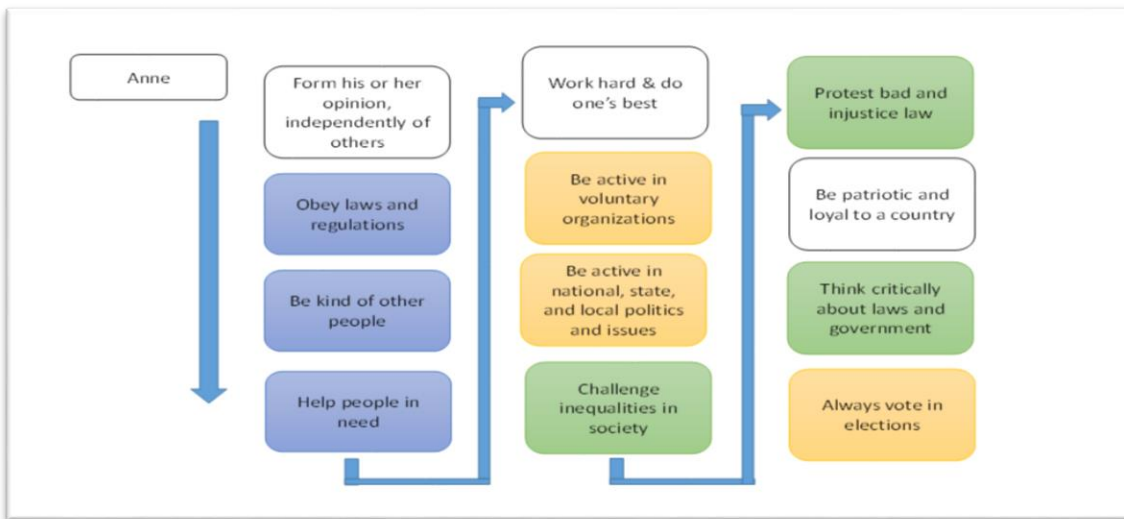 Anne
Form his or her
opinion,
independently of
others
Obey laws and
regulations
Be kind of other
people
Help people in
need
Work hard & do
one's best
Be active in
voluntary
organizations
Be active in
national, state,
and local politics
and issues
Challenge
inequalities in
society
Protest bad and
injustice law
Be patriotic and
loyal to a country
Think critically
about laws and
government
Always vote in
elections